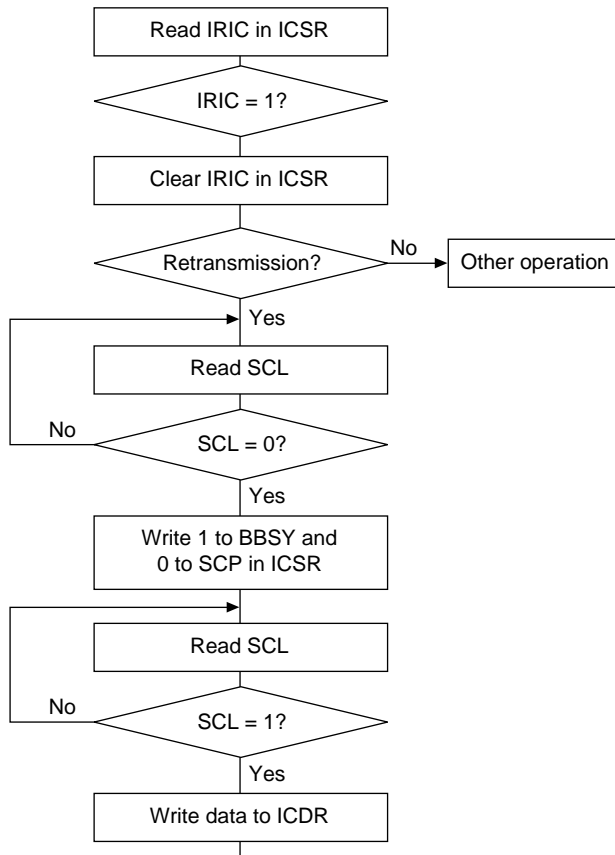 Read IRIC in ICSR
IRIC = 1?
Clear IRIC in ICSR
Retransmission?
No
Other operation
Yes
Read SCL
No
SCL = 0?
Yes
Write 1 to BBSY and
0 to SCP in ICSR
Read SCL
No
SCL = 1?
Yes
Write data to ICDR